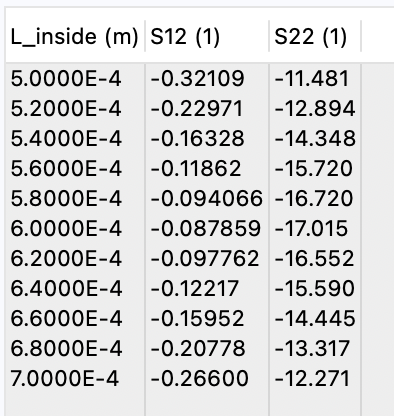 L_inside (m) S12 (1) S22 (1)
5.0000E-4 -0.32109 -11.481
5.2000E-4 -0.22971 -12.894
5.4000E-4 -0.16328 -14.348
5.6000E-4 -0.11862 -15.720
5.8000E-4 -0.094066 -16.720
6.0000E-4 -0.087859 -17.015
6.2000E-4 -0.097762 -16.552
6.4000E-4 -0.12217 -15.590
6.6000E-4 -0.15952 -14.445
6.8000E-4 -0.20778 -13.317
7.0000E-4 -0.26600 -12.271